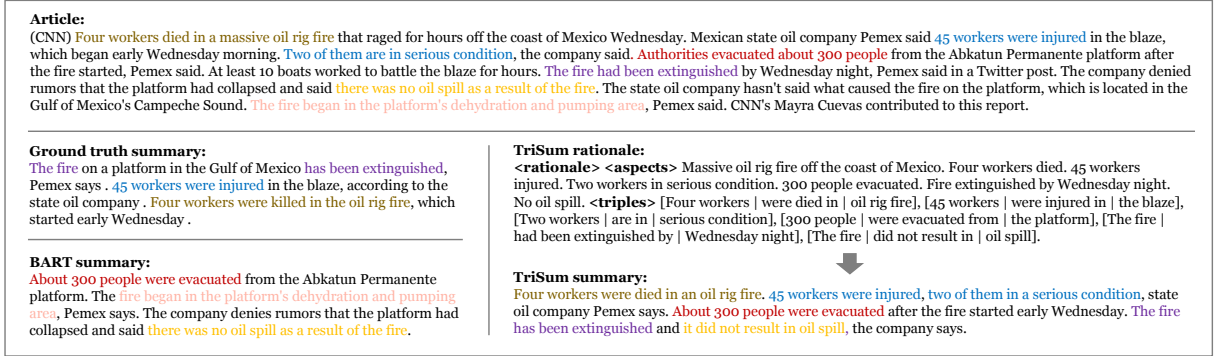 Article:
(CNN) Four workers died in a massive oil rig fire that raged for hours off the coast of Mexico Wednesday. Mexican state oil company Pemex said 45 workers were injured in the blaze,
which began early Wednesday morning. Two of them are in serious condition, the company said. Authorities evacuated about 300 people from the Abkatun Permanente platform after
the fire started, Pemex said. At least 10 boats worked to battle the blaze for hours. The fire had been extinguished by Wednesday night, Pemex said in a Twitter post. The company denied
rumors that the platform had collapsed and said there was no oil spill as a result of the fire. The state oil company hasn't said what caused the fire on the platform, which is located in the
Gulf of Mexico's Campeche Sound. The fire began in the platform's dehydration and pumping area, Pemex said. CNN's Mayra Cuevas contributed to this report.
Ground truth summary:
The fire on a platform in the Gulf of Mexico has been extinguished,
Pemex says . 45 workers were injured in the blaze, according to the
state oil company . Four workers were killed in the oil rig fire, which
started early Wednesday .
BART summary:
About 300 people were evacuated from the Abkatun Permanente
platform. The fire began in the platform's dehydration and pumping
area, Pemex says. The company denies rumors that the platform had
collapsed and said there was no oil spill as a result of the fire.
TriSum rationale:
<rationale> <aspects> Massive oil rig fire off the coast of Mexico. Four workers died. 45 workers
injured. Two workers in serious condition. 300 people evacuated. Fire extinguished by Wednesday night.
No oil spill. <triples> [Four workers | were died in | oil rig fire], [45 workers | were injured in | the blaze],
[Two workers | are in | serious condition], [300 people | were evacuated from | the platform], [The fire |
had been extinguished by | Wednesday night], [The fire | did not result in | oil spill].
TriSum summary:
Four workers were died in an oil rig fire. 45 workers were injured, two of them in a serious condition, state
oil company Pemex says. About 300 people were evacuated after the fire started early Wednesday. The fire
has been extinguished and it did not result in oil spill, the company says.